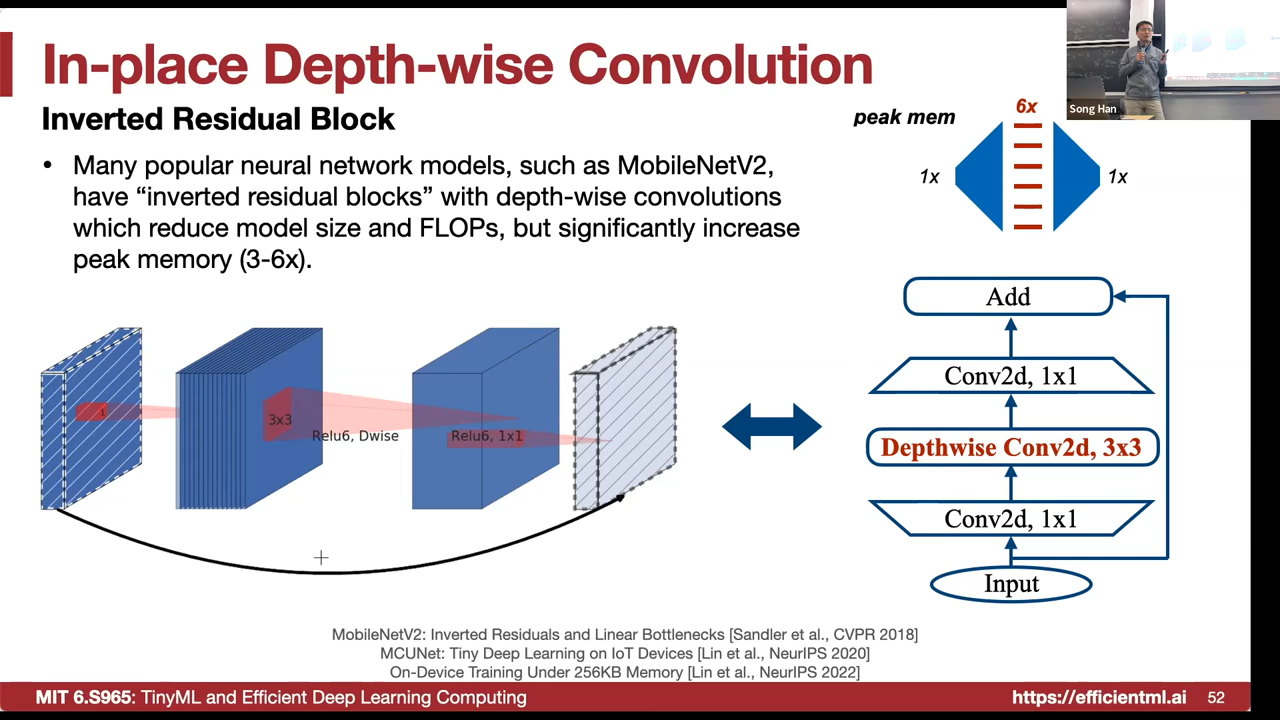 In-place Depth-wise Convolution
Inverted Residual Block
• Many popular neural network models, such as MobileNetV2,
have “inverted residual blocks” with depth-wise convolutions
which reduce model size and FLOPs, but significantly increase
peak memory (3-6x).
peak mem
6x
1x
1x
Song Han
1
3x3
Relu6, Dwise
Relu6, 1x1
Add
Conv2d, 1x1
Depthwise Conv2d, 3x3
Conv2d, 1x1
Input
MobileNetV2: Inverted Residuals and Linear Bottlenecks [Sandler et al., CVPR 2018]
MCUNet: Tiny Deep Learning on IoT Devices [Lin et al., NeurIPS 2020]
On-Device Training Under 256KB Memory [Lin et al., NeurIPS 2022]
MIT 6.S965: TinyML and Efficient Deep Learning Computing
https://efficientml.ai
52